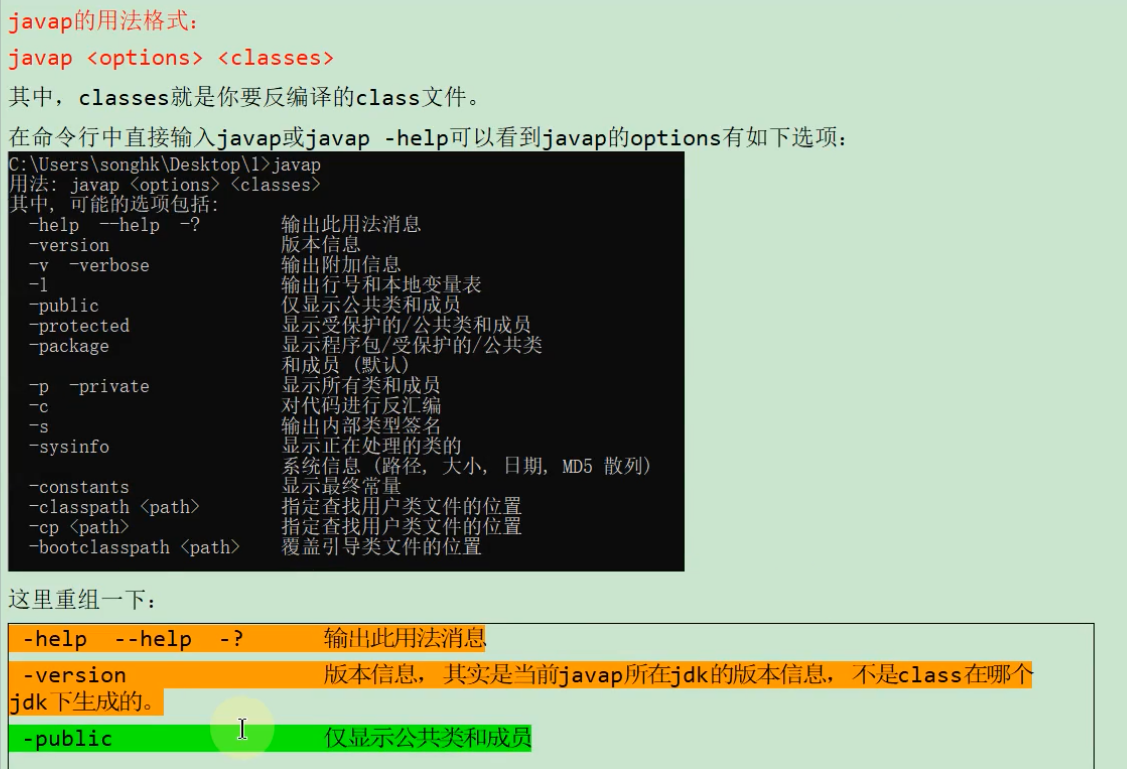 javap的用法格式：
javap <options> <classes>
其中，classes就是你要反编译的class文件。
在命令行中直接输入javap或javap -help可以看到javap的options有如下选项：
C:\Users\songhk\Desktop\1>javap
用法: javap <options> <classes>
其中, 可能的选项包括:
-help --help -? 输出此用法消息
-version 版本信息
-v -verbose 输出附加信息
-l 输出行号和本地变量表
-public 仅显示公共类和成员
-protected 显示受保护的/公共类和成员
-package 显示程序包/受保护的/公共类
和成员 (默认)
-p -private 显示所有类和成员
-c 对代码进行反汇编
-s 输出内部类型签名
-sysinfo 显示正在处理的类的
系统信息 (路径, 大小, 日期, MD5 散列)
-constants 显示最终常量
-classpath <path> 指定查找用户类文件的位置
-cp <path> 指定查找用户类文件的位置
-bootclasspath <path> 覆盖引导类文件的位置
这里重组一下：
-help --help -? 输出此用法消息
-version 版本信息，其实是当前javap所在jdk的版本信息，不是class在哪个
jdk下生成的。
-public 仅显示公共类和成员